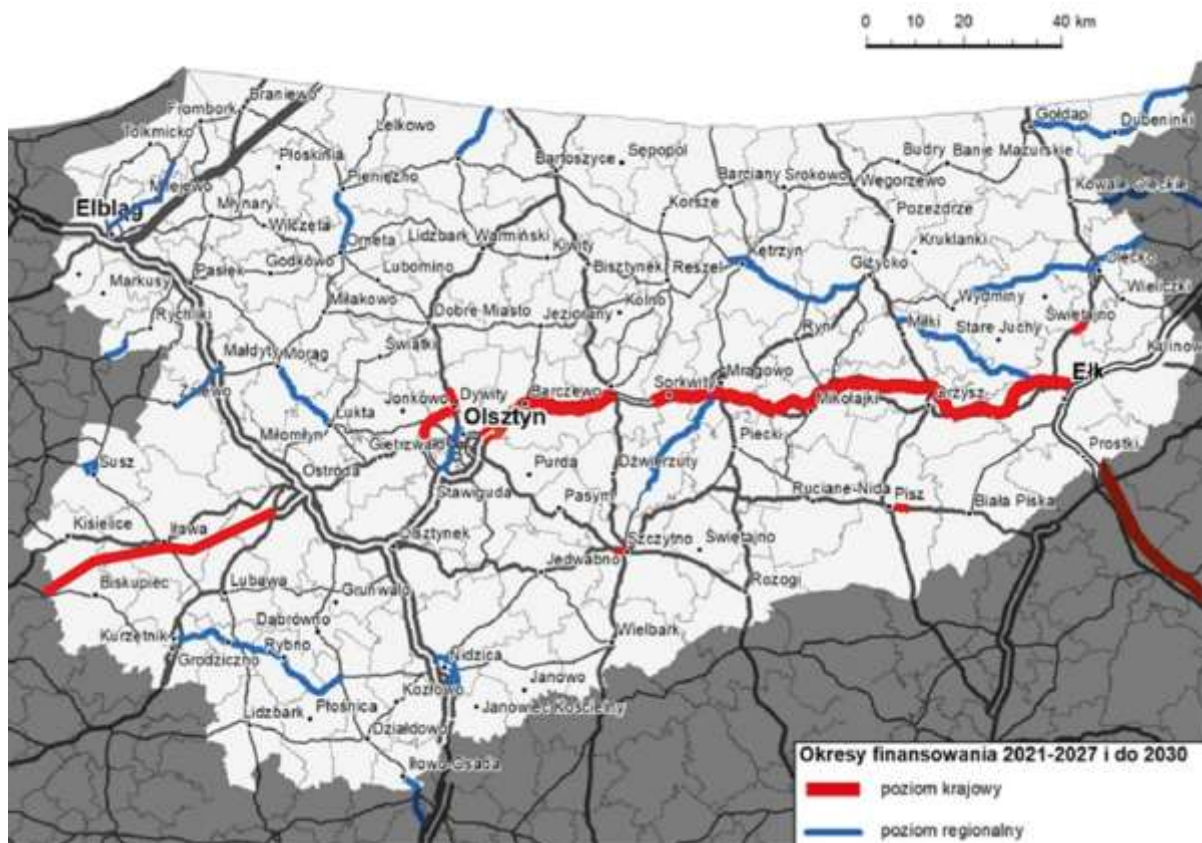 0 10 20 40 km
Braniewo
Frombork
Tolkmicko
Lelkowo
Płoskinia
Pieniężno
Bartoszyce
Sępopol
Gołdap
Dubeninki
Budry
Banie Mazurskie
Barciany
Srokowo
Węgorzewo
Kowale Oleckie
Milejewo
Elbląg
Młynary
Wilczęta
Orneta
Lidzbark Warmiński
Kiwity
Korsze
Pozezdrze
Kruklanki
Godkowo
Pasłęk
Markusy
Lubomino
Bisztynek
Reszel
Kętrzyn
Giżycko
Olecko
Wieliczki
Rychliki
Miłakowo
Dobre Miasto
Jeziorany
Kolno
Wydminy
Świętajno
Ryn
Miłki
Stare Juchy
Kalinowo
Małdyty
Morąg
Świątki
Zalewo
Jonkowo
Dywity
Barczewo
Sorkwity
Mrągowo
Mikołajki
Ełk
Łukta
Olsztyn
Miłomłyn
Gietrzwałd
Piecki
Prostki
Susz
Ostróda
Purda
Dźwierzuty
Stawiguda
Pasym
Ruciane-Nida
Pisz
Biała Piska
Kisielice
Iława
Olsztynek
Szczytno
Świętajno
Jedwabno
Biskupiec
Lubawa
Grunwald
Rozogi
Dąbrówno
Kurzętnik
Grodziczno
Rybno
Nidzica
Wielbark
Kozłowo
Janowo
Lidzbark
Płośnica
Janowiec Kościelny
Działdowo
Iłowo-Osada
Okresy finansowania 2021-2027 i do 2030
poziom krajowy
poziom regionalny